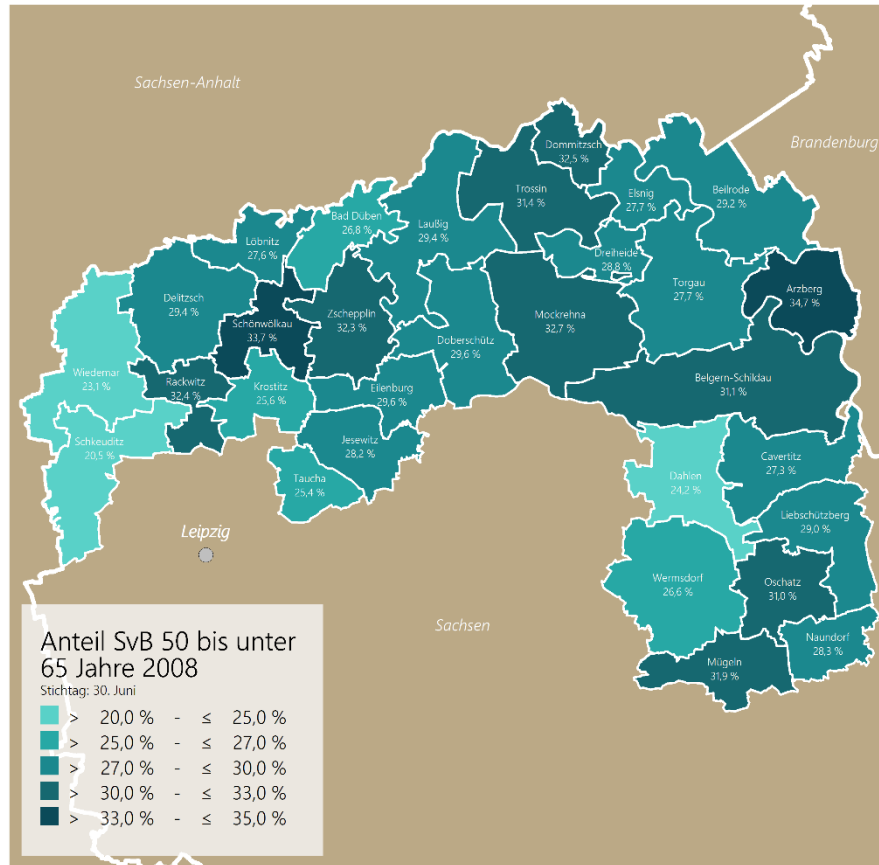 Sachsen-Anhalt
Brandenburg
Dommitzsch
32,5 %
Trossin
31,4 %
Elsnig
27,7 %
Beilrode
29,2 %
Bad Düben
26,8 %
Laußig
29,4 %
Löbnitz
27,6 %
Dreiheide
28,8 %
Torgau
27,7 %
Arzberg
34,7 %
Delitzsch
29,4 %
Schönwölkau
33,7 %
Zschepplin
32,3 %
Mockrehna
32,7 %
Doberschütz
29,6 %
Wiedemar
23,1 %
Rackwitz
32,4 %
Krostitz
25,6 %
Eilenburg
29,6 %
Belgern-Schildau
31,1 %
Schkeuditz
20,5 %
Jesewitz
28,2 %
Taucha
25,4 %
Dahlen
24,2 %
Cavertitz
27,3 %
Liebschützberg
29,0 %
Leipzig
Wermsdorf
26,6 %
Oschatz
31,0 %
Sachsen
Naundorf
28,3 %
Mügeln
31,9 %
Anteil SvB 50 bis unter
65 Jahre 2008
Stichtag: 30. Juni
> 20,0 % - ≤ 25,0 %
> 25,0 % - ≤ 27,0 %
> 27,0 % - ≤ 30,0 %
> 30,0 % - ≤ 33,0 %
> 33,0 % - ≤ 35,0 %